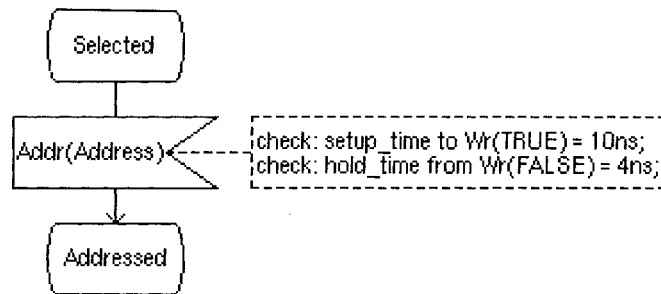 Selected
Addr(Address)
check: setup_time to Wr(TRUE) = 10ns;
check: hold_time from Wr(FALSE) = 4ns;
Addressed